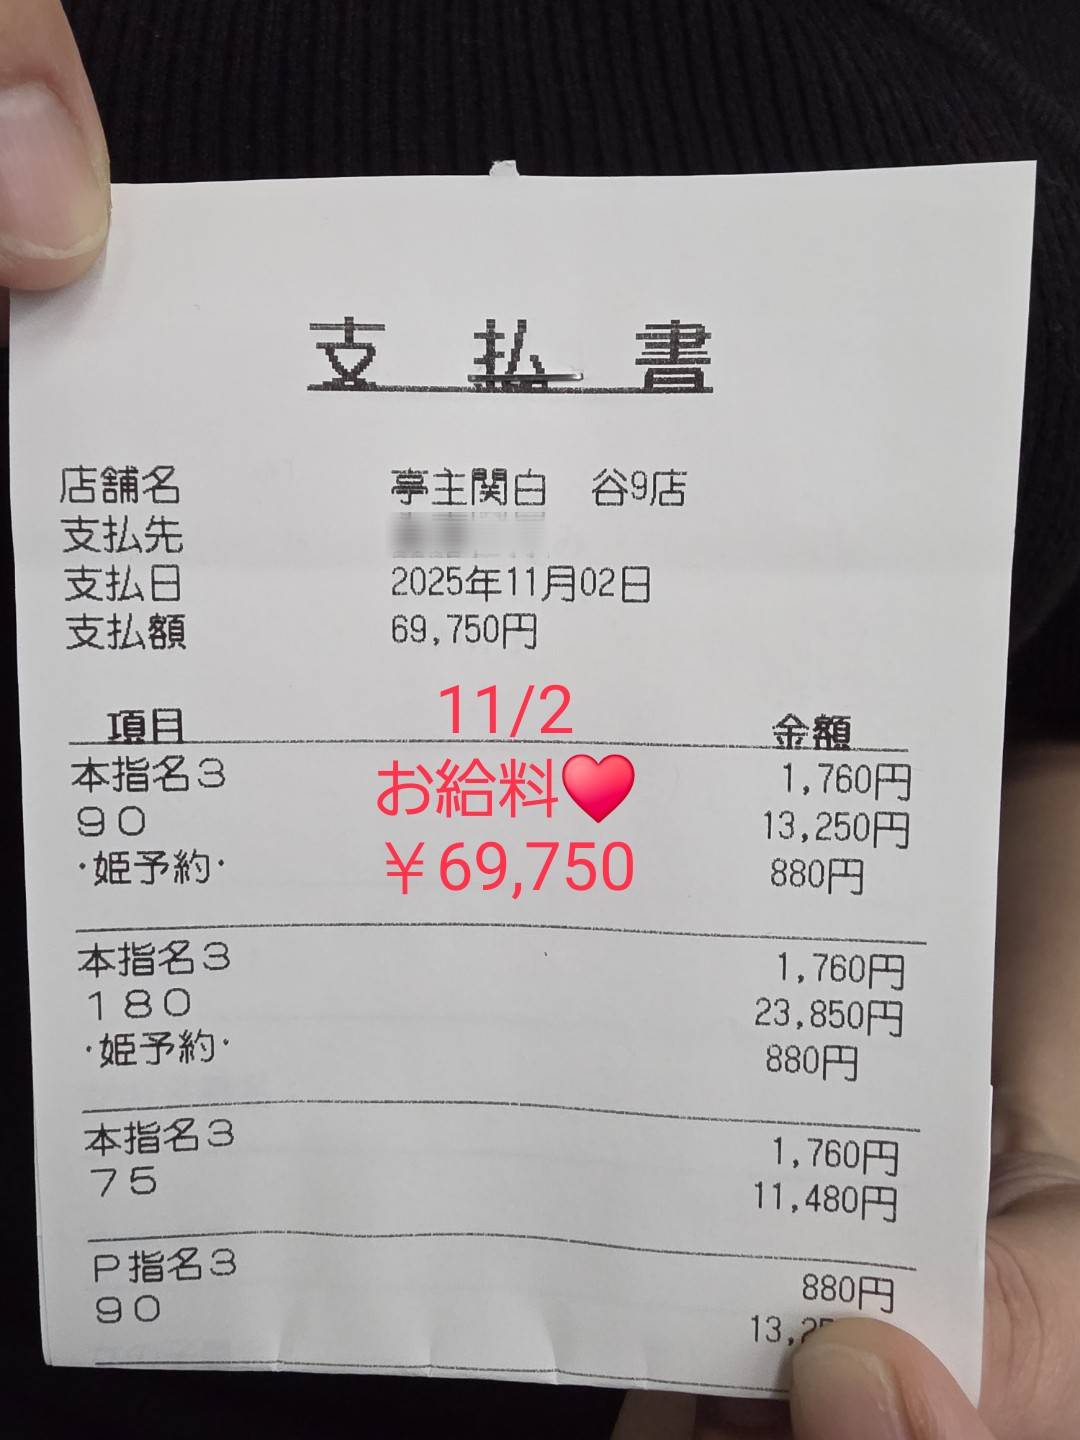 支払書
店舗名 亭主関白 谷9店
支払先
支払日 2025年11月02日
支払額 69,750円
11/2
お給料❤
￥69,750
項目 金額
本指名3 1,760円
90 13,250円
・姫予約・ 880円
本指名3 1,760円
180 23,850円
・姫予約・ 880円
本指名3 1,760円
75 11,480円
P指名3 880円
90